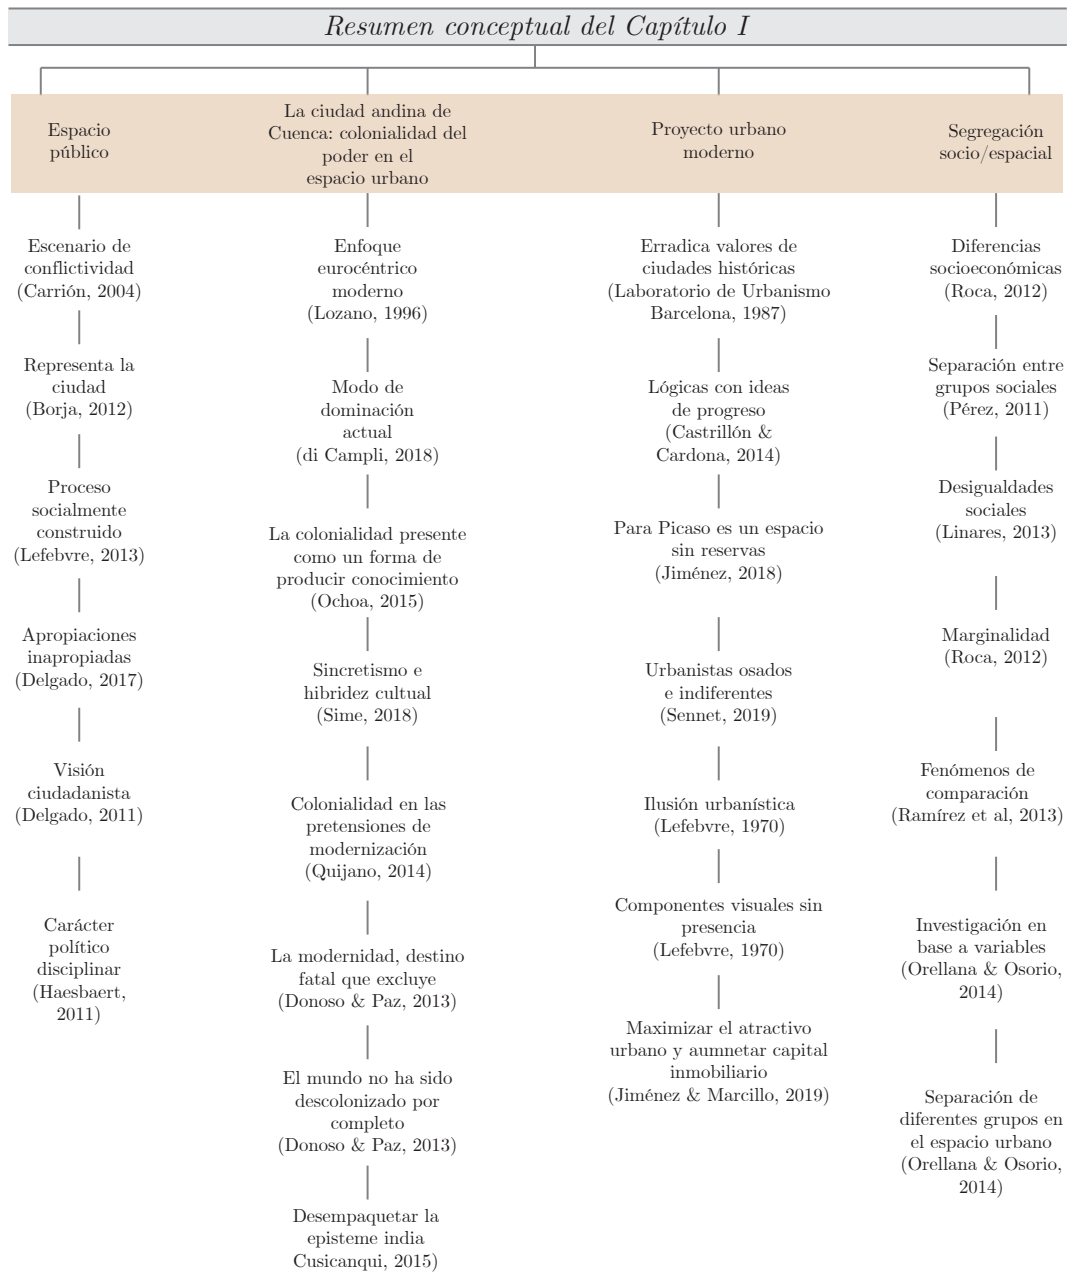 Resumen conceptual del Capítulo I
Espacio
público
Escenario de
conflictividad
(Carrión, 2004)
Representa la
ciudad
(Borja, 2012)
Proceso
socialmente
construido
(Lefebvre, 2013)
Apropiaciones
inapropiadas
(Delgado, 2017)
Visión
ciudadanista
(Delgado, 2011)
Carácter
político
disciplinar
(Haesbaert,
2011)
La ciudad andina de
Cuenca: colonialidad del
poder en el
espacio urbano
Enfoque
eurocéntrico
moderno
(Lozano, 1996)
Modo de
dominación
actual
(di Campli, 2018)
La colonialidad presente
como un forma de
producir conocimiento
(Ochoa, 2015)
Sincretismo e
hibridez cultural
(Sime, 2018)
Colonialidad en las
pretensiones de
modernización
(Quijano, 2014)
La modernidad, destino
fatal que excluye
(Donoso & Paz, 2013)
El mundo no ha sido
descolonizado por
completo
(Donoso & Paz, 2013)
Desempaquetar la
episteme india
Cusicanqui, 2015)
Proyecto urbano
moderno
Erradica valores de
ciudades históricas
(Laboratorio de Urbanismo
Barcelona, 1987)
Lógicas con ideas
de progreso
(Castrillón &
Cardona, 2014)
Para Picaso es un espacio
sin reservas
(Jiménez, 2018)
Urbanistas osados
e indiferentes
(Sennet, 2019)
Ilusión urbanística
(Lefebvre, 1970)
Componentes visuales sin
presencia
(Lefebvre, 1970)
Maximizar el atractivo
urbano y aumnetar capital
inmobiliario
(Jiménez & Marcillo, 2019)
Segregación
socio/espacial
Diferencias
socioeconómicas
(Roca, 2012)
Separación entre
grupos sociales
(Pérez, 2011)
Desigualdades
sociales
(Linares, 2013)
Marginalidad
(Roca, 2012)
Fenómenos de
comparación
(Ramírez et al, 2013)
Investigación en
base a variables
(Orellana & Osorio,
2014)
Separación de
diferentes grupos en
el espacio urbano
(Orellana & Osorio,
2014)